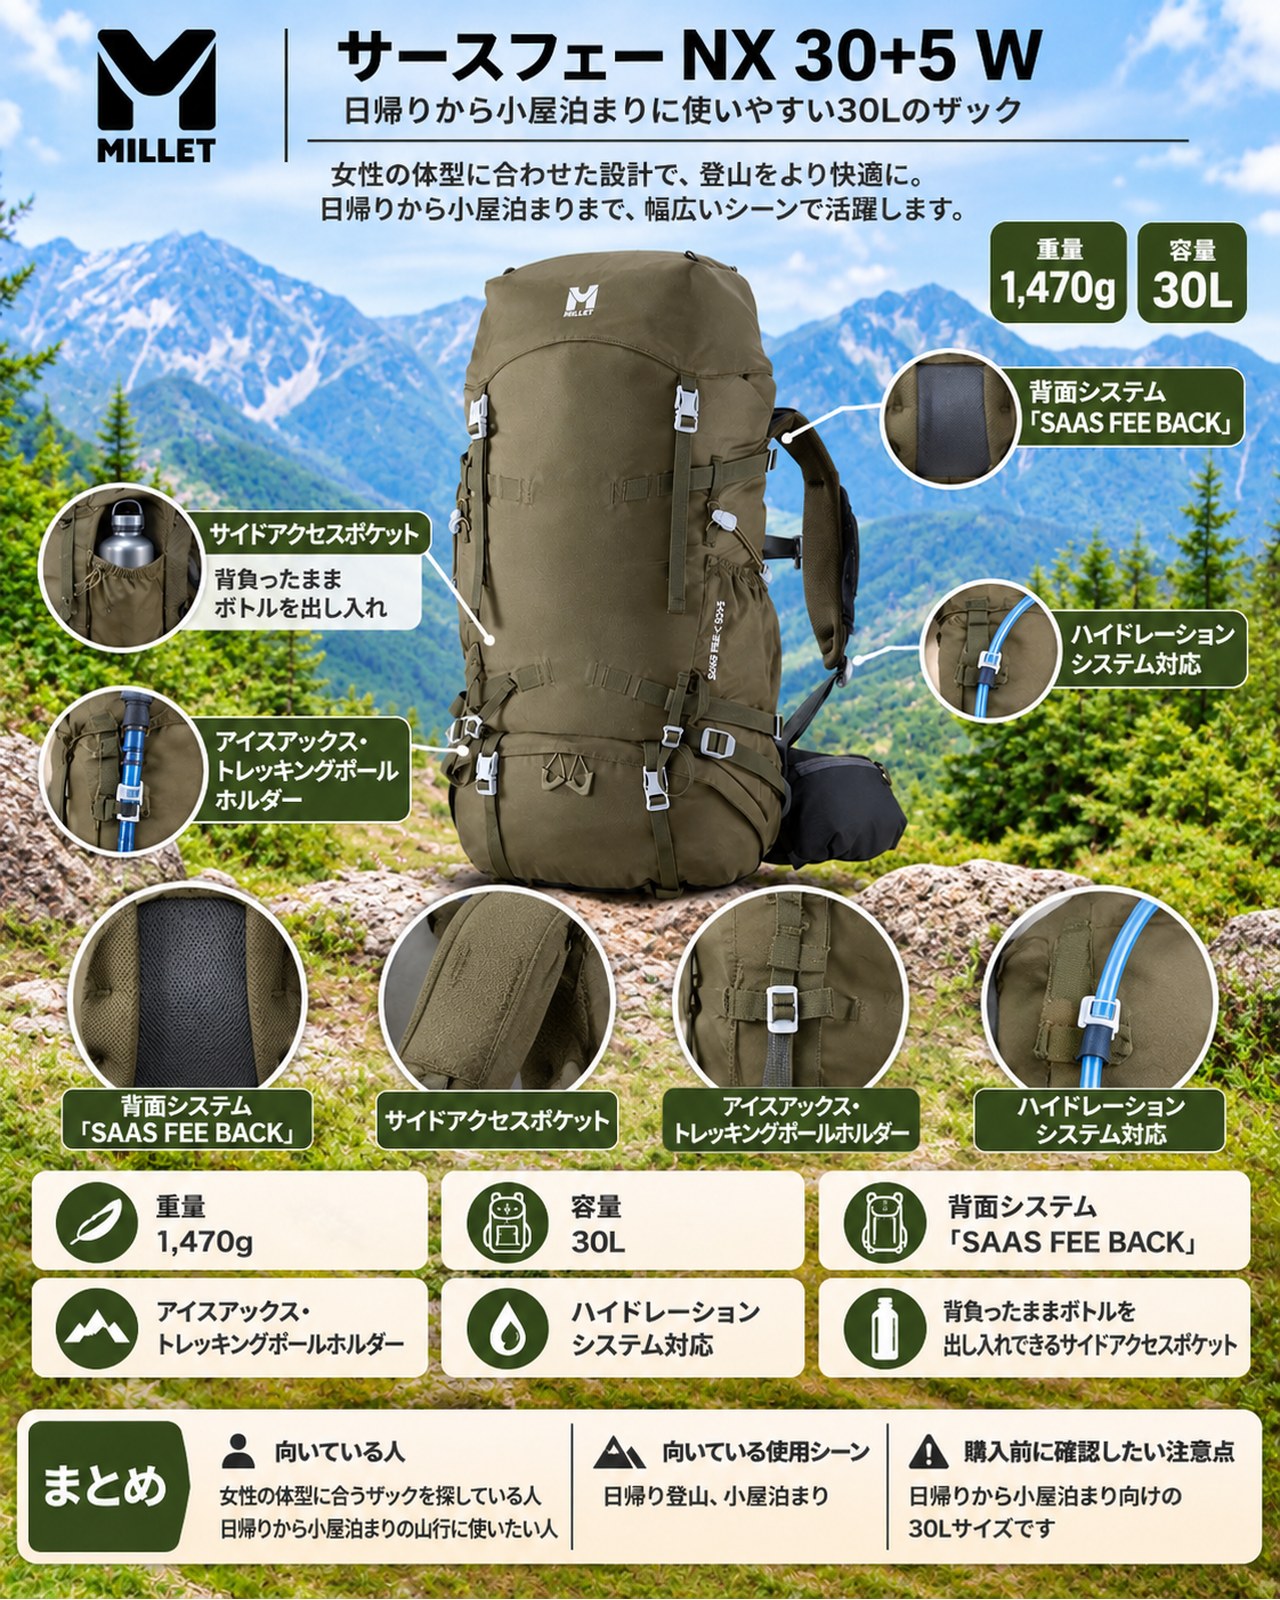 MILLET
サースフェー NX 30+5 W
日帰りから小屋泊まりに使いやすい30Lのザック
女性の体型に合わせた設計で、登山をより快適に。
日帰りから小屋泊まりまで、幅広いシーンで活躍します。
重量
1,470g
容量
30L
MILLET
背面システム
「SAAS FEE BACK」
サイドアクセスポケット
背負ったまま
ボトルを出し入れ
ハイドレーション
システム対応
アイスアックス・
トレッキングポール
ホルダー
背面システム
「SAAS FEE BACK」
サイドアクセスポケット
アイスアックス・
トレッキングポールホルダー
ハイドレーション
システム対応
重量
1,470g
容量
30L
背面システム
「SAAS FEE BACK」
アイスアックス・
トレッキングポールホルダー
ハイドレーション
システム対応
背負ったままボトルを
出し入れできるサイドアクセスポケット
まとめ
向いている人
女性の体型に合うザックを探している人
日帰りから小屋泊まりの山行に使いたい人
向いている使用シーン
日帰り登山、小屋泊まり
購入前に確認したい注意点
日帰りから小屋泊まり向けの
30Lサイズです